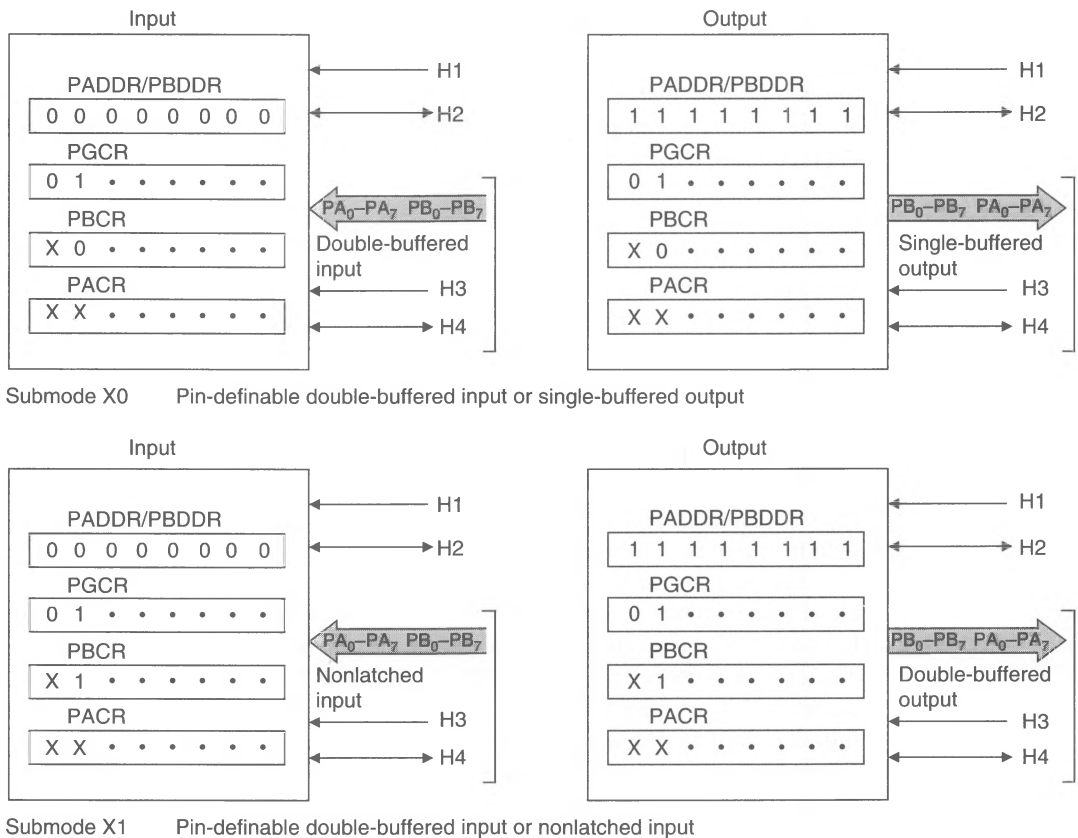 Input
PADDR/PBDDR
0 0 0 0 0 0 0 0
PGCR
0 1 • • • • • •
PBCR
X 0 • • • • • •
PACR
X X • • • • • •
H1
H2
PA0–PA7 PB0–PB7
Double-buffered
input
H3
H4
Output
PADDR/PBDDR
1 1 1 1 1 1 1 1
PGCR
0 1 • • • • • •
PBCR
X 0 • • • • • •
PACR
X X • • • • • •
H1
H2
PB0–PB7 PA0–PA7
Single-buffered
output
H3
H4
Submode X0 Pin-definable double-buffered input or single-buffered output
Input
PADDR/PBDDR
0 0 0 0 0 0 0 0
PGCR
0 1 • • • • • •
PBCR
X 1 • • • • • •
PACR
X X • • • • • •
H1
H2
PA0–PA7 PB0–PB7
Nonlatched
input
H3
H4
Output
PADDR/PBDDR
1 1 1 1 1 1 1 1
PGCR
0 1 • • • • • •
PBCR
X 1 • • • • • •
PACR
X X • • • • • •
H1
H2
PB0–PB7 PA0–PA7
Double-buffered
output
H3
H4
Submode X1 Pin-definable double-buffered input or nonlatched input